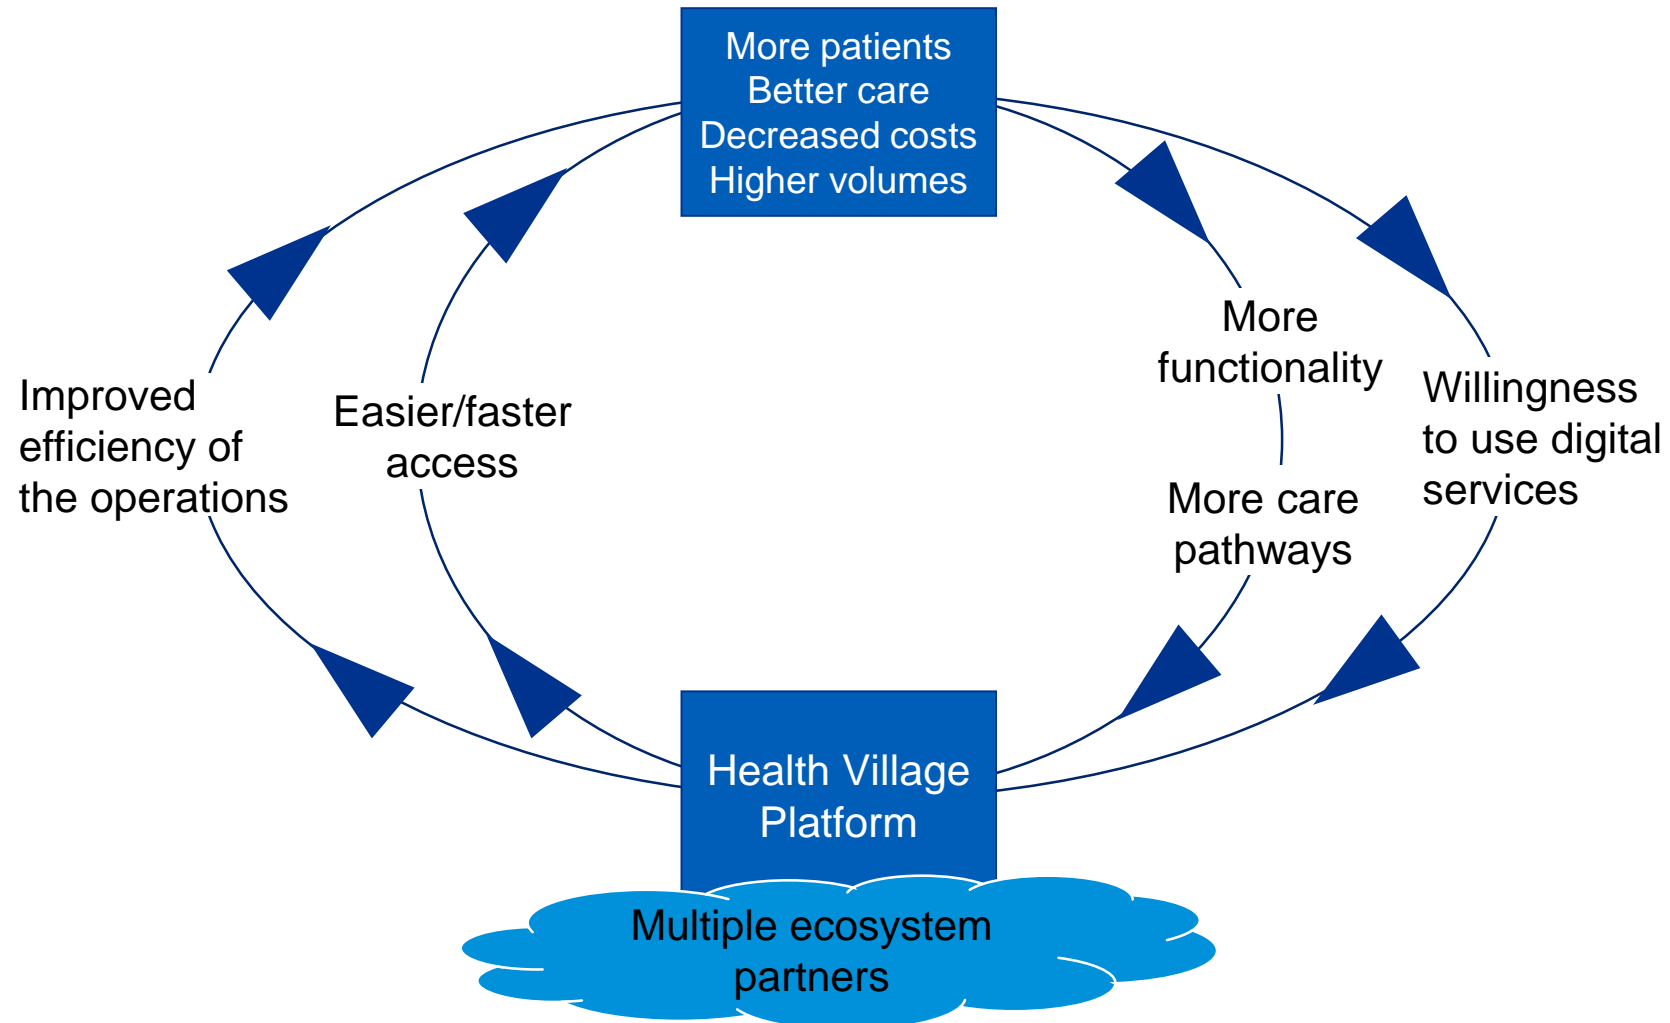 More patients
Better care
Decreased costs
Higher volumes
More
functionality
Willingness
to use digital
services
Improved
efficiency of
the operations
Easier/faster
access
More care
pathways
Health Village
Platform
Multiple ecosystem
partners